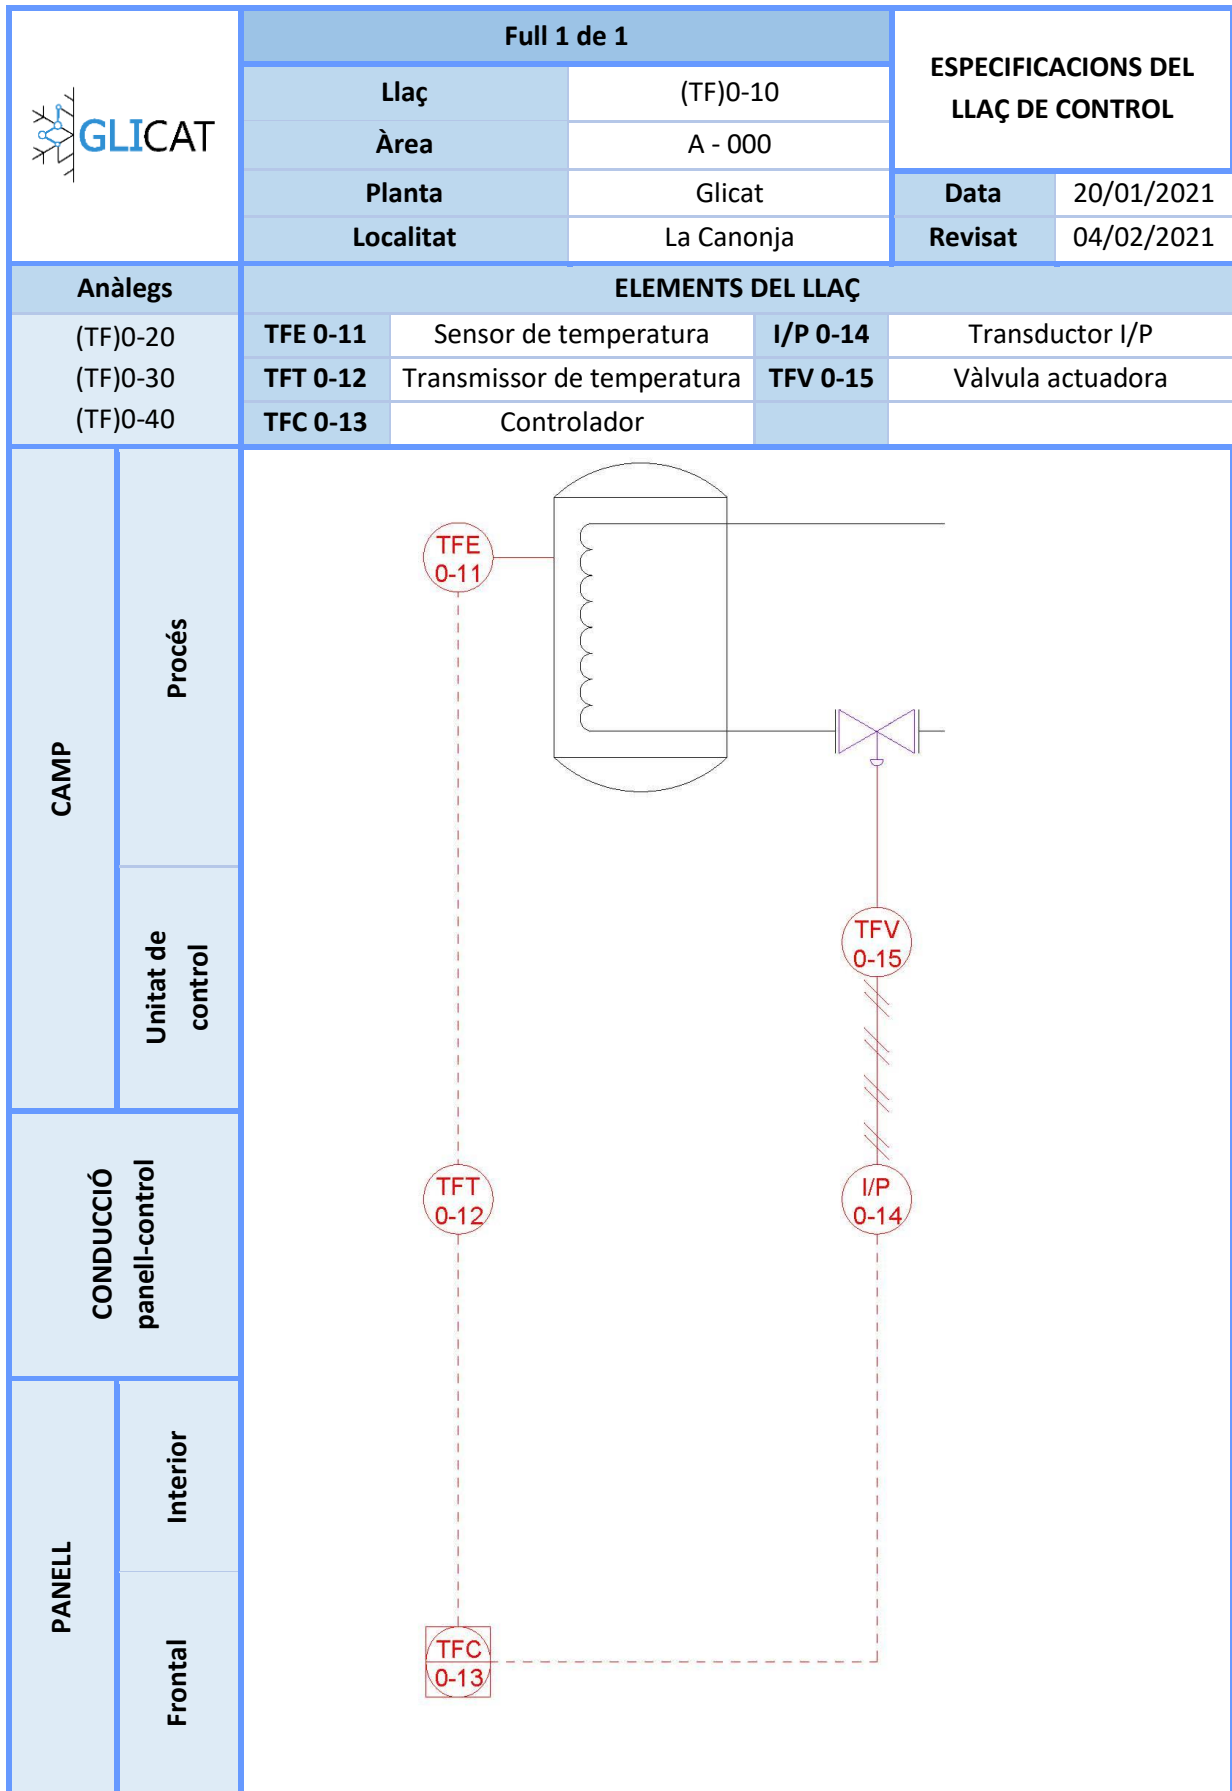 GLICAT
Full 1 de 1
ESPECIFICACIONS DEL
LLAÇ DE CONTROL
Llaç (TF)0-10
Àrea A - 000
Planta Glicat Data 20/01/2021
Localitat La Canonja Revisat 04/02/2021
Anàlegs ELEMENTS DEL LLAÇ
(TF)0-20 TFE 0-11 Sensor de temperatura I/P 0-14 Transductor I/P
(TF)0-30 TFT 0-12 Transmissor de temperatura TFV 0-15 Vàlvula actuadora
(TF)0-40 TFC 0-13 Controlador
CAMP
Procés
Unitat de
control
CONDUCCIÓ
panell-control
PANELL
Interior
Frontal
TFE
0-11
TFV
0-15
TFT
0-12
I/P
0-14
TFC
0-13